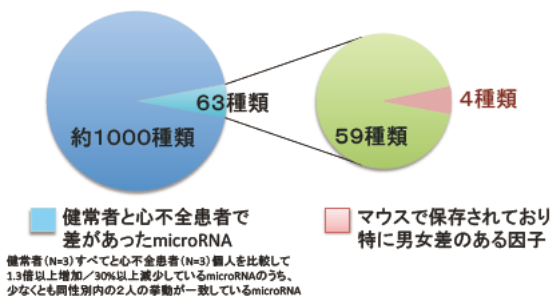 63種類
4種類
約1000種類
59種類
健常者と心不全患者で
差があったmicroRNA
マウスで保存されており
特に男女差のある因子
健常者(N=3)すべてと心不全患者(N=3)個人を比較して
1.3倍以上増加/30%以上減少しているmicroRNAのうち、
少なくとも同性別内の2人の挙動が一致しているmicroRNA